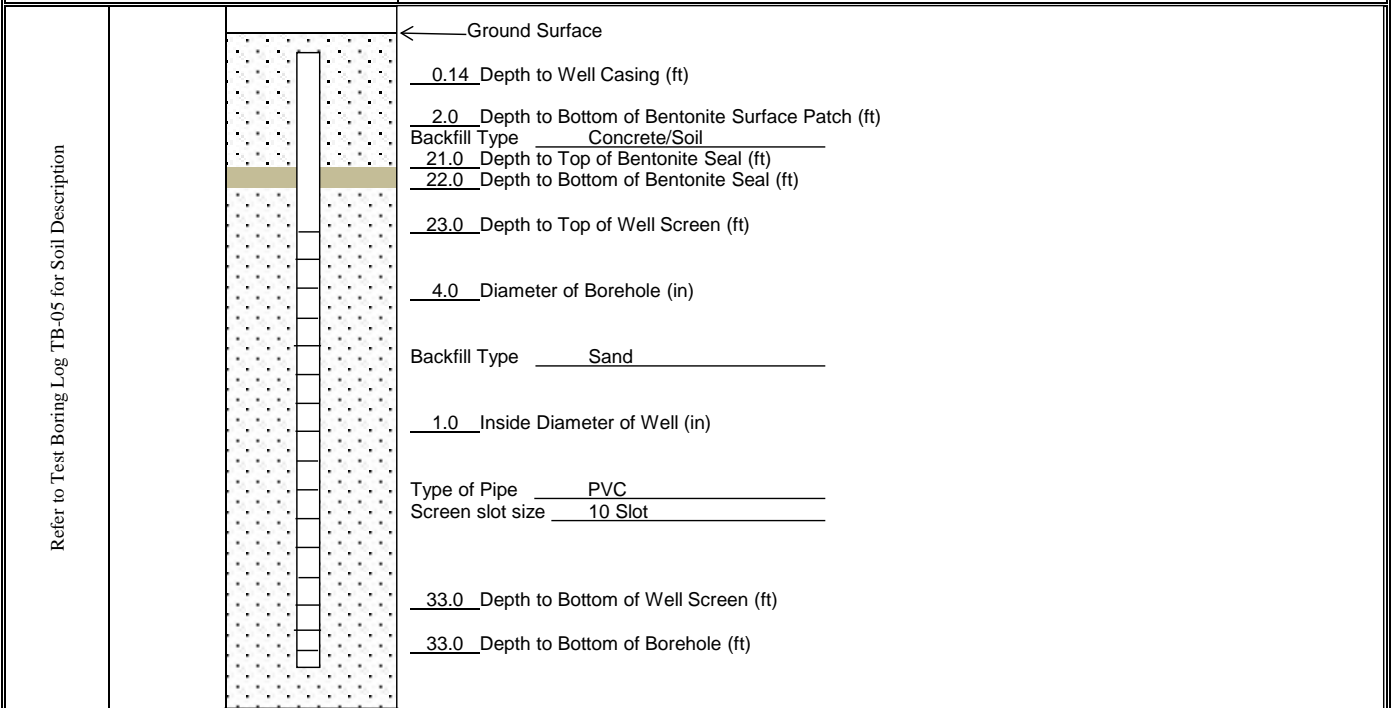 Refer to Test Boring Log TB-05 for Soil Description
Ground Surface
0.14 Depth to Well Casing (ft)
2.0 Depth to Bottom of Bentonite Surface Patch (ft)
Backfill Type Concrete/Soil
21.0 Depth to Top of Bentonite Seal (ft)
22.0 Depth to Bottom of Bentonite Seal (ft)
23.0 Depth to Top of Well Screen (ft)
4.0 Diameter of Borehole (in)
Backfill Type Sand
1.0 Inside Diameter of Well (in)
Type of Pipe PVC
Screen slot size 10 Slot
33.0 Depth to Bottom of Well Screen (ft)
33.0 Depth to Bottom of Borehole (ft)